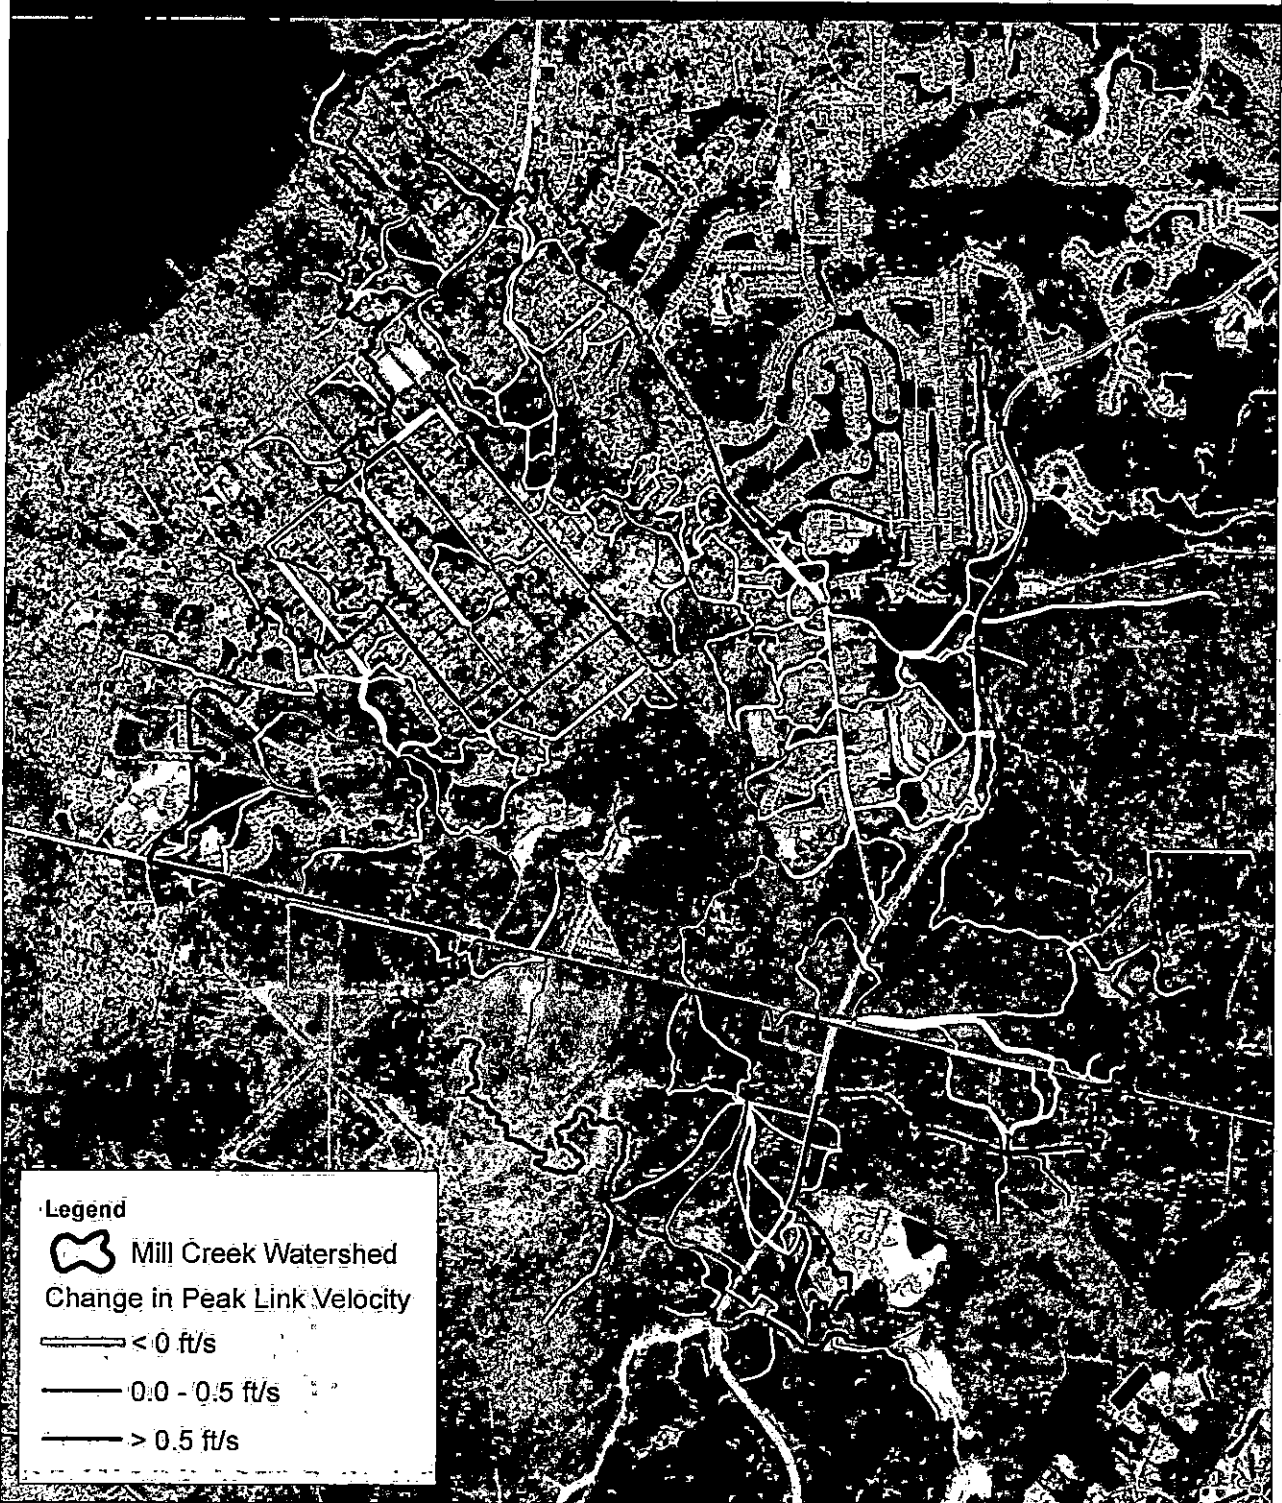 Legend
Mill Creek Watershed
Change in Peak Link Velocity
< 0 ft/s
0.0 - 0.5 ft/s
> 0.5 ft/s